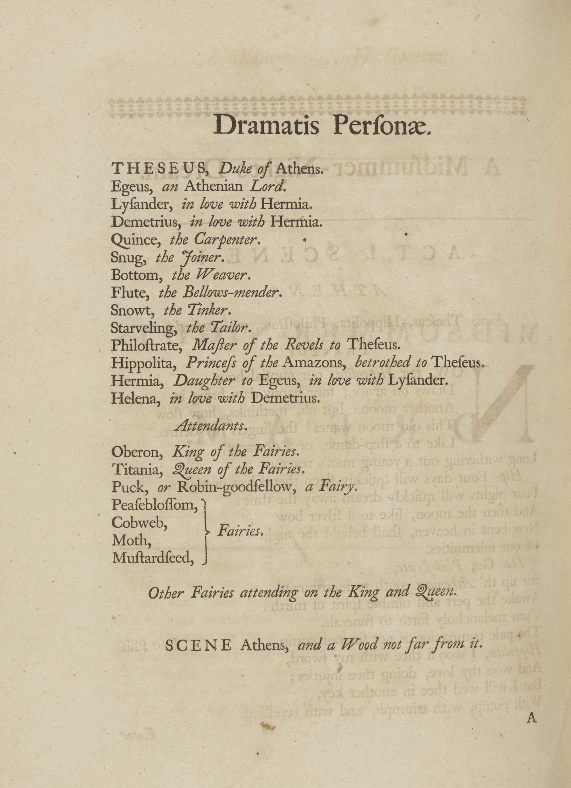 Dramatis Perſonæ.
THESEUS, Duke of Athens.
Egeus, an Athenian Lord.
Lyſander, in love with Hermia.
Demetrius, in love with Hermia.
Quince, the Carpenter.
Snug, the Joiner.
Bottom, the Weaver.
Flute, the Bellows-mender.
Snowt, the Tinker.
Starveling, the Tailor.
Philoſtrate, Maſter of the Revels to Theſeus.
Hippolita, Princeſs of the Amazons, betrothed to Theſeus.
Hermia, Daughter to Egeus, in love with Lyſander.
Helena, in love with Demetrius.
Attendants.
Oberon, King of the Fairies.
Titania, Queen of the Fairies.
Puck, or Robin-goodfellow, a Fairy.
Peaſebloſſom,
Cobweb,
Moth,
Muſtardſeed,
Fairies.
Other Fairies attending on the King and Queen.
SCENE Athens, and a Wood not far from it.
A